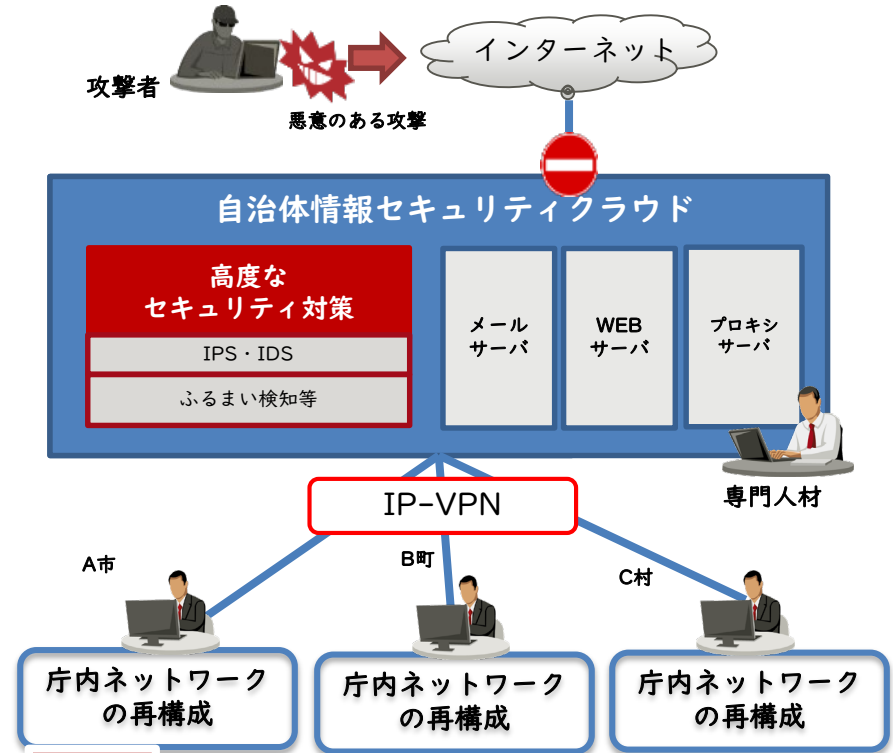 インターネット
攻撃者
悪意のある攻撃
自治体情報セキュリティクラウド
高度な
セキュリティ対策
IPS・IDS
ふるまい検知等
メール
サーバ
WEB
サーバ
プロキシ
サーバ
専門人材
IP-VPN
A市
B町
C村
庁内ネットワーク
の再構成
庁内ネットワーク
の再構成
庁内ネットワーク
の再構成